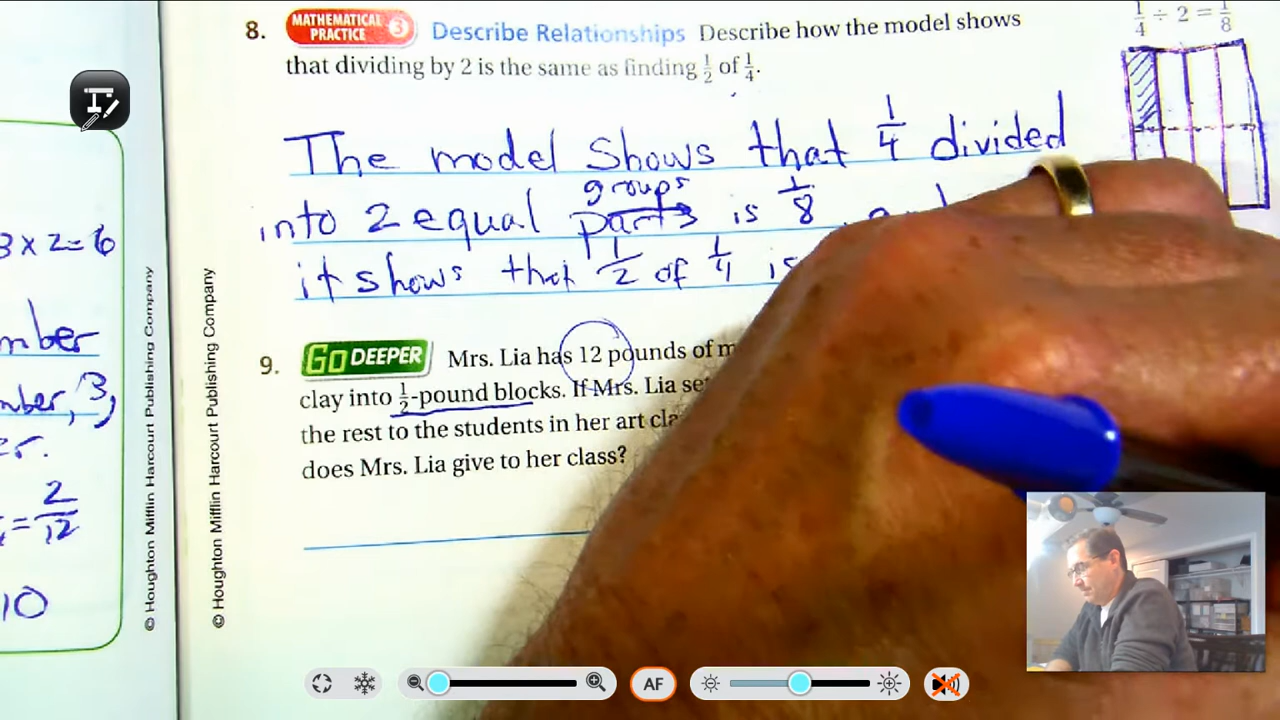 8. MATHEMATICAL PRACTICE 3 Describe Relationships Describe how the model shows
that dividing by 2 is the same as finding 1/2 of 1/4.
1/4 ÷ 2 = 1/8
The model shows that 1/4 divided
groups
into 2 equal parts is 1/8 and
it shows that 1/2 of 1/4 is
9. GO DEEPER Mrs. Lia has 12 pounds of
clay into 1/2-pound blocks. If Mrs. Lia
the rest to the students in her art
does Mrs. Lia give to her class?
3 x 2 = 6
= 2/12
10
© Houghton Mifflin Harcourt Publishing Company
© Houghton Mifflin Harcourt Publishing Company
AF